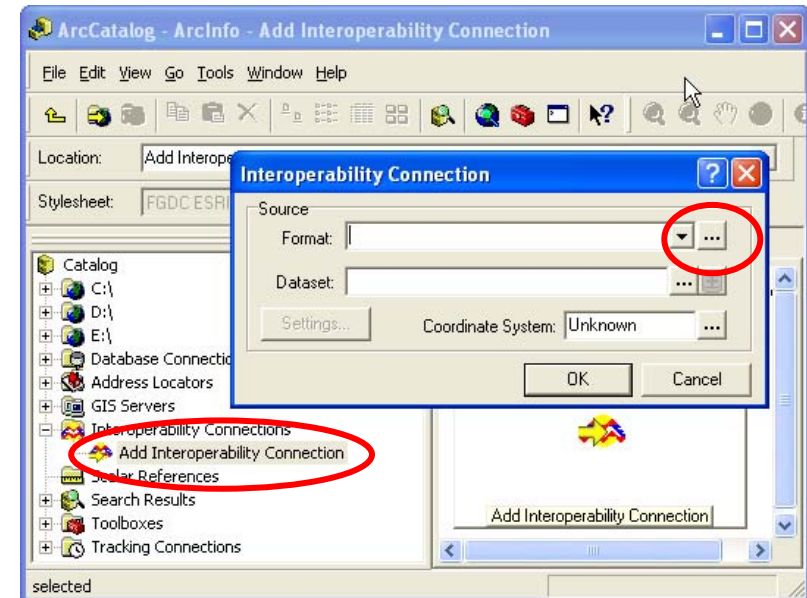 ArcCatalog - ArcInfo - Add Interoperability Connection
File Edit View Go Tools Window Help
Location: Add Interope
Stylesheet: FGDC ESRI
Interoperability Connection
Source
Format:
Dataset:
Settings... Coordinate System: Unknown
OK Cancel
Catalog
C:\
D:\
E:\
Database Connectio
Address Locators
GIS Servers
Interoperability Connections
Add Interoperability Connection
Scalar References
Search Results
Toolboxes
Tracking Connections
Add Interoperability Connection
selected